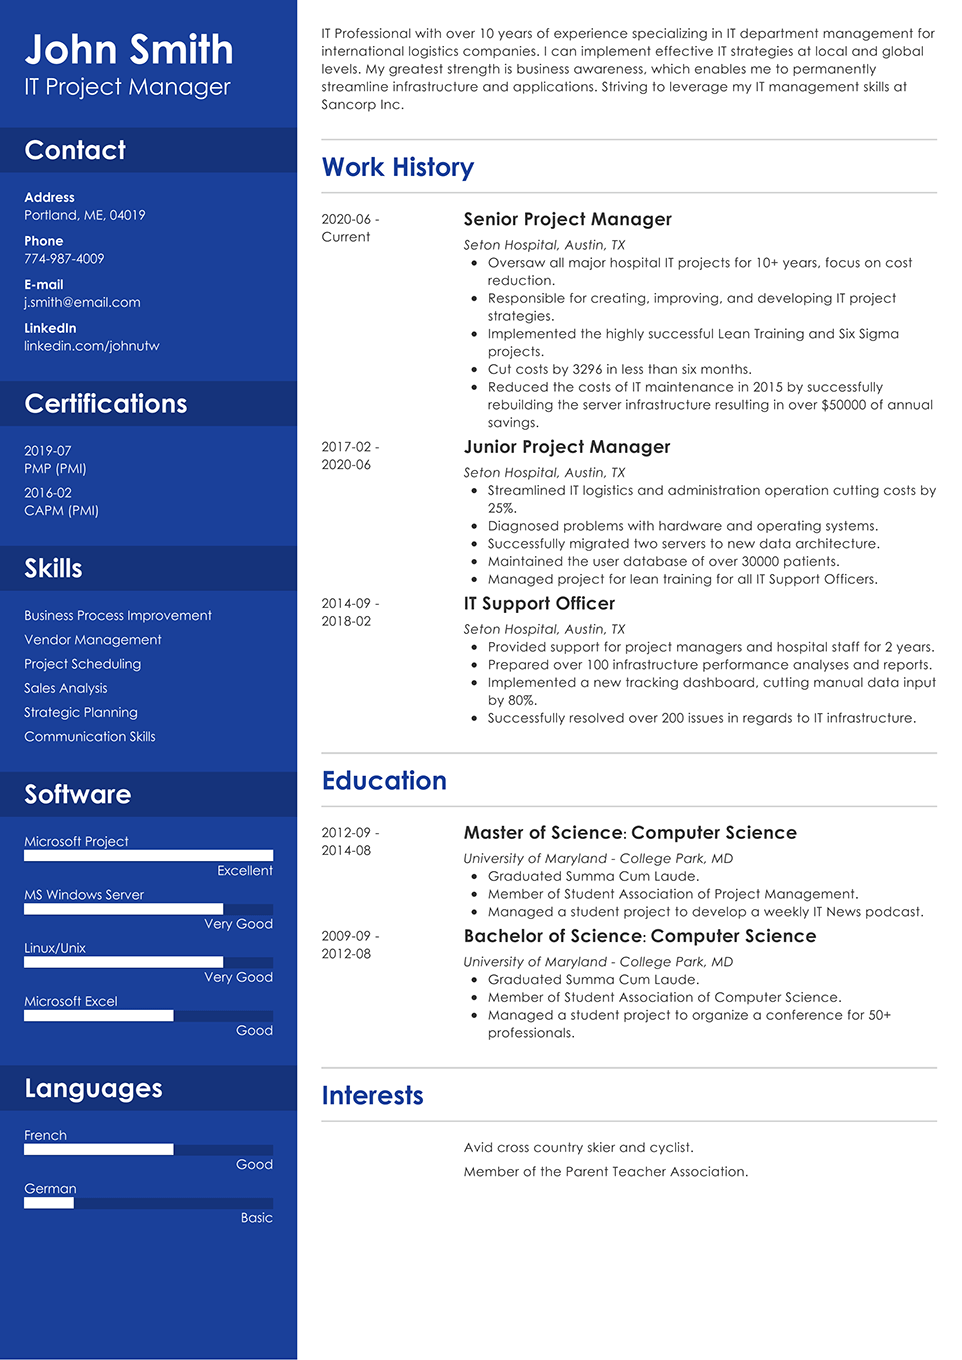 John Smith
IT Project Manager
Contact
Address
Portland, ME, 04019
Phone
774-987-4009
E-mail
j.smith@email.com
LinkedIn
linkedin.com/johnutw
Certifications
2019-07
PMP (PMI)
2016-02
CAPM (PMI)
Skills
Business Process Improvement
Vendor Management
Project Scheduling
Sales Analysis
Strategic Planning
Communication Skills
Software
Microsoft Project
Excellent
MS Windows Server
Very Good
Linux/Unix
Very Good
Microsoft Excel
Good
Languages
French
Good
German
Basic
IT Professional with over 10 years of experience specializing in IT department management for
international logistics companies. I can implement effective IT strategies at local and global
levels. My greatest strength is business awareness, which enables me to permanently
streamline infrastructure and applications. Striving to leverage my IT management skills at
Sancorp Inc.
Work History
2020-06 -
Current
Senior Project Manager
Seton Hospital, Austin, TX
• Oversaw all major hospital IT projects for 10+ years, focus on cost
reduction.
• Responsible for creating, improving, and developing IT project
strategies.
• Implemented the highly successful Lean Training and Six Sigma
projects.
• Cut costs by 3296 in less than six months.
• Reduced the costs of IT maintenance in 2015 by successfully
rebuilding the server infrastructure resulting in over $50000 of annual
savings.
2017-02 -
2020-06
Junior Project Manager
Seton Hospital, Austin, TX
• Streamlined IT logistics and administration operation cutting costs by
25%.
• Diagnosed problems with hardware and operating systems.
• Successfully migrated two servers to new data architecture.
• Maintained the user database of over 30000 patients.
• Managed project for lean training for all IT Support Officers.
2014-09 -
2018-02
IT Support Officer
Seton Hospital, Austin, TX
• Provided support for project managers and hospital staff for 2 years.
• Prepared over 100 infrastructure performance analyses and reports.
• Implemented a new tracking dashboard, cutting manual data input
by 80%.
• Successfully resolved over 200 issues in regards to IT infrastructure.
Education
2012-09 -
2014-08
Master of Science: Computer Science
University of Maryland - College Park, MD
• Graduated Summa Cum Laude.
• Member of Student Association of Project Management.
• Managed a student project to develop a weekly IT News podcast.
2009-09 -
2012-08
Bachelor of Science: Computer Science
University of Maryland - College Park, MD
• Graduated Summa Cum Laude.
• Member of Student Association of Computer Science.
• Managed a student project to organize a conference for 50+
professionals.
Interests
Avid cross country skier and cyclist.
Member of the Parent Teacher Association.